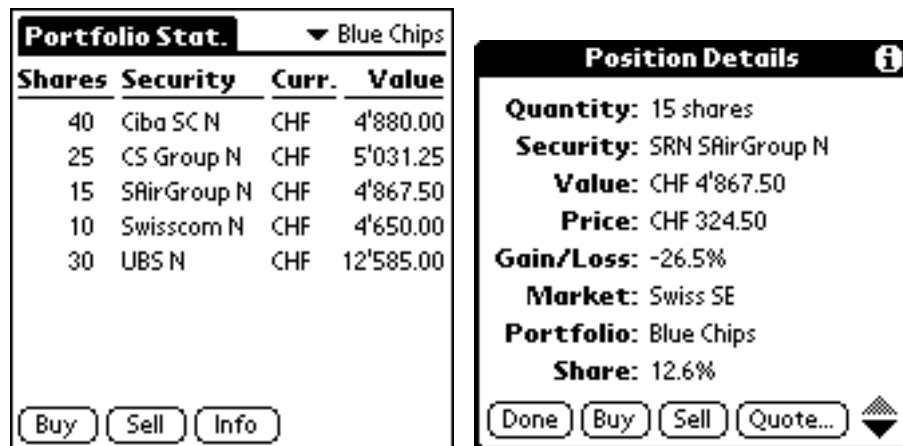 Portfolio Stat. Blue Chips
Shares Security Curr. Value
40 Ciba SC N CHF 4'880.00
25 CS Group N CHF 5'031.25
15 SAirGroup N CHF 4'867.50
10 Swisscom N CHF 4'650.00
30 UBS N CHF 12'585.00
Buy Sell Info
Position Details i
Quantity: 15 shares
Security: SRN SAirGroup N
Value: CHF 4'867.50
Price: CHF 324.50
Gain/Loss: -26.5%
Market: Swiss SE
Portfolio: Blue Chips
Share: 12.6%
Done Buy Sell Quote...